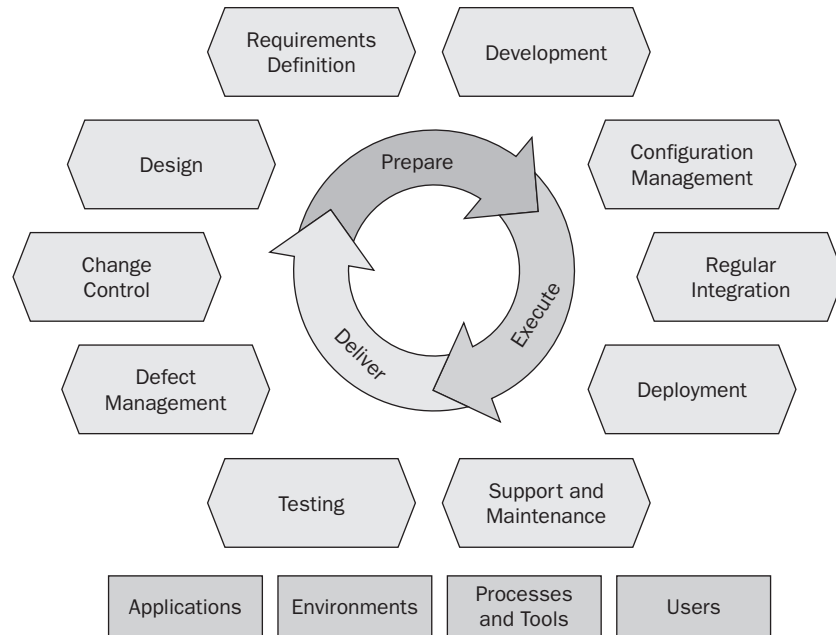 Requirements
Definition
Development
Design
Prepare
Configuration
Management
Change
Control
Regular
Integration
Execute
Deliver
Defect
Management
Deployment
Testing
Support and
Maintenance
Applications
Environments
Processes
and Tools
Users